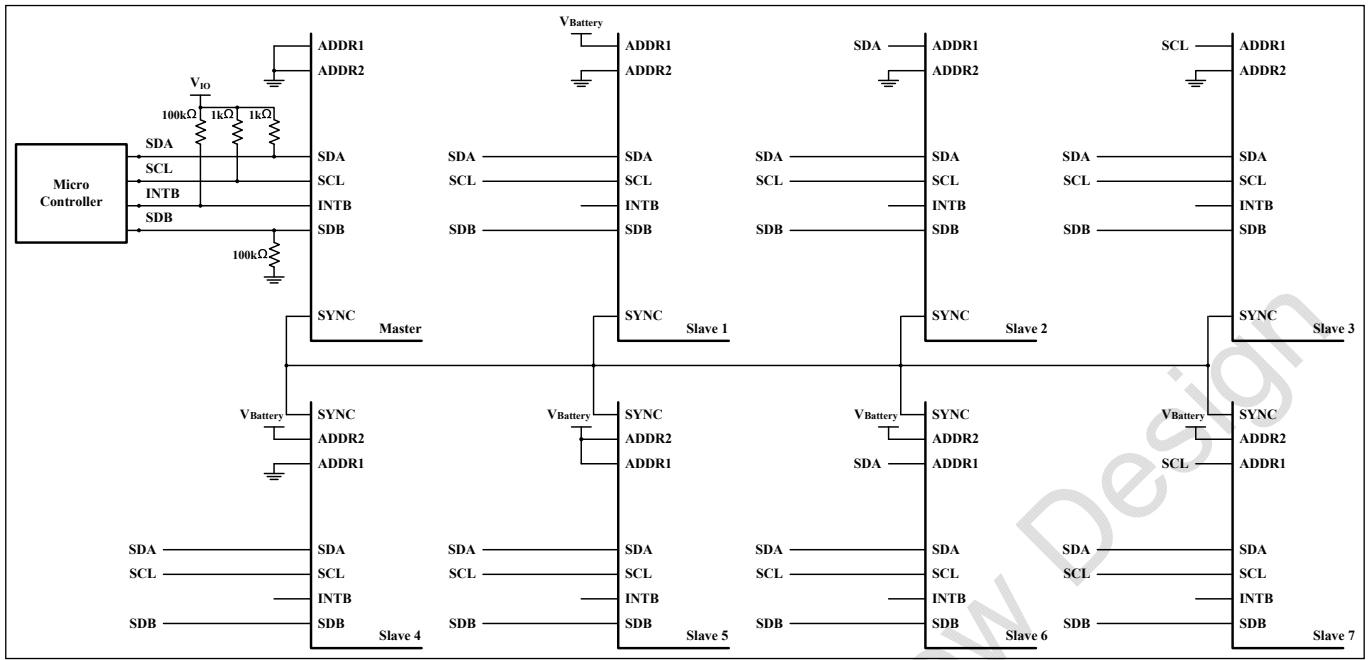 ADDR1
ADDR2
VIO
100kΩ 1kΩ 1kΩ
Micro
Controller
SDA
SCL
INTB
SDB
100kΩ
SDA
SCL
INTB
SDB
SYNC
Master
VBattery
ADDR1
ADDR2
SDA SDA
SCL SCL
INTB
SDB SDB
SYNC
Slave 1
SDA ADDR1
ADDR2
SDA SDA
SCL SCL
INTB
SDB SDB
SYNC
Slave 2
SCL ADDR1
ADDR2
SDA SDA
SCL SCL
INTB
SDB SDB
SYNC
Slave 3
VBattery SYNC
ADDR2
ADDR1
SDA SDA
SCL SCL
INTB
SDB SDB
Slave 4
VBattery SYNC
ADDR2
ADDR1
SDA SDA
SCL SCL
INTB
SDB SDB
Slave 5
VBattery SYNC
ADDR2
SDA ADDR1
SDA SDA
SCL SCL
INTB
SDB SDB
Slave 6
VBattery SYNC
ADDR2
SCL ADDR1
SDA SDA
SCL SCL
INTB
SDB SDB
Slave 7
Design